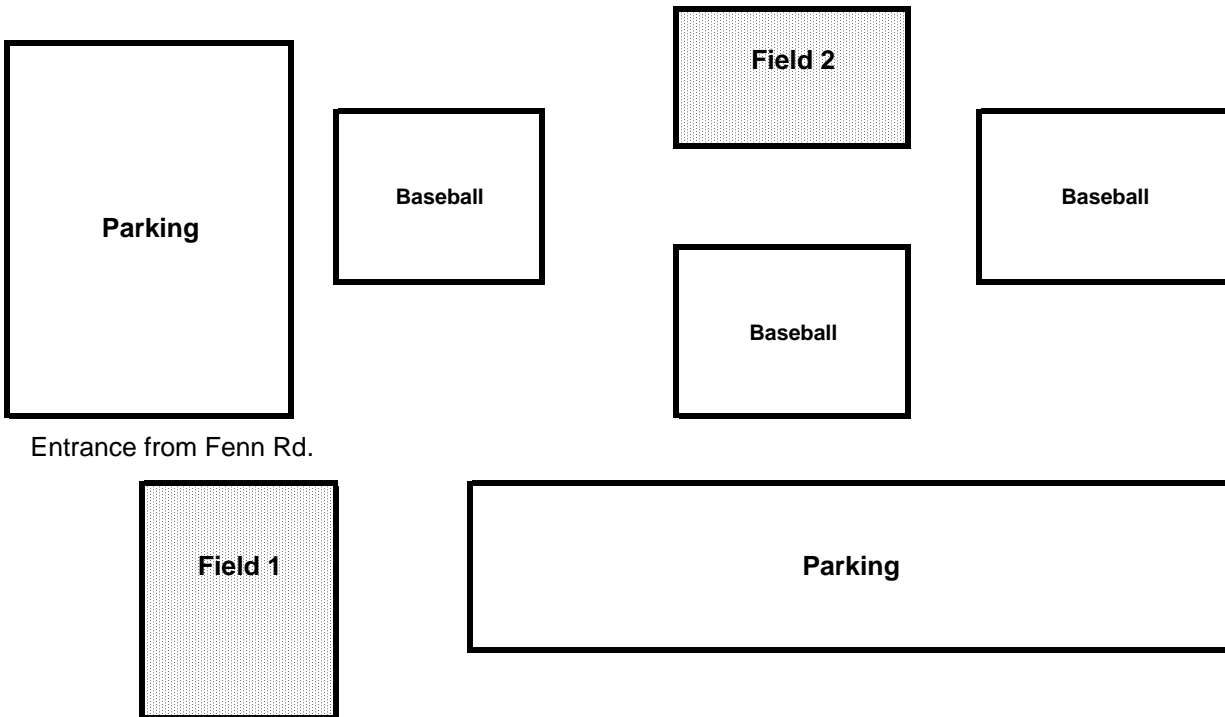 Field 2
Baseball
Baseball
Parking
Baseball
Entrance from Fenn Rd.
Field 1
Parking